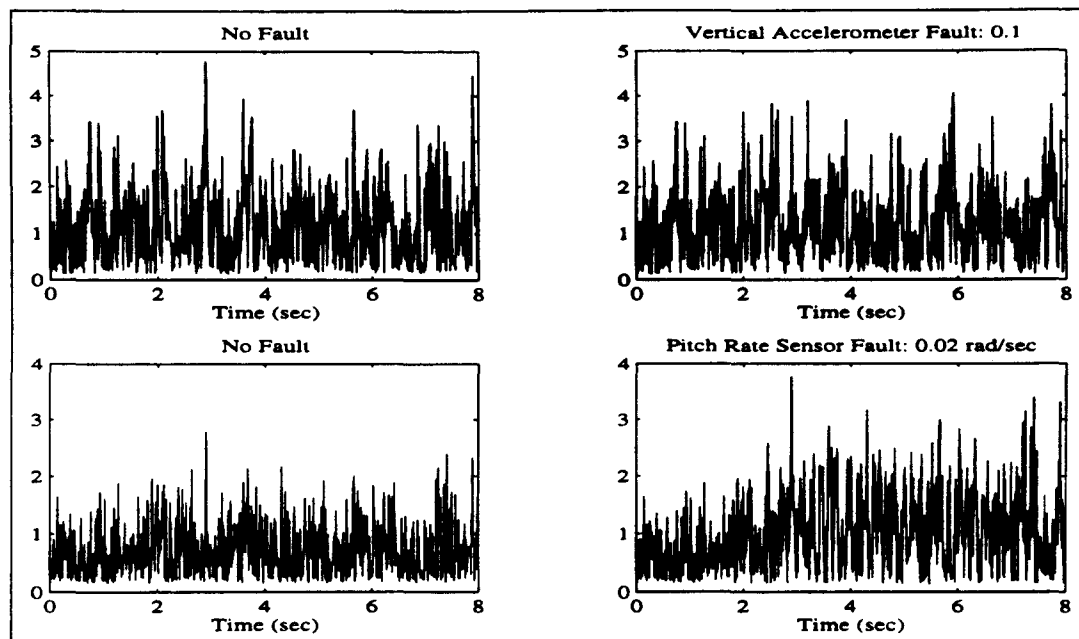 No Fault
5
4
3
2
1
0
0 2 4 6 8
Time (sec)
Vertical Accelerometer Fault: 0.1
5
4
3
2
1
0
0 2 4 6 8
Time (sec)
No Fault
4
3
2
1
0
0 2 4 6 8
Time (sec)
Pitch Rate Sensor Fault: 0.02 rad/sec
4
3
2
1
0
0 2 4 6 8
Time (sec)